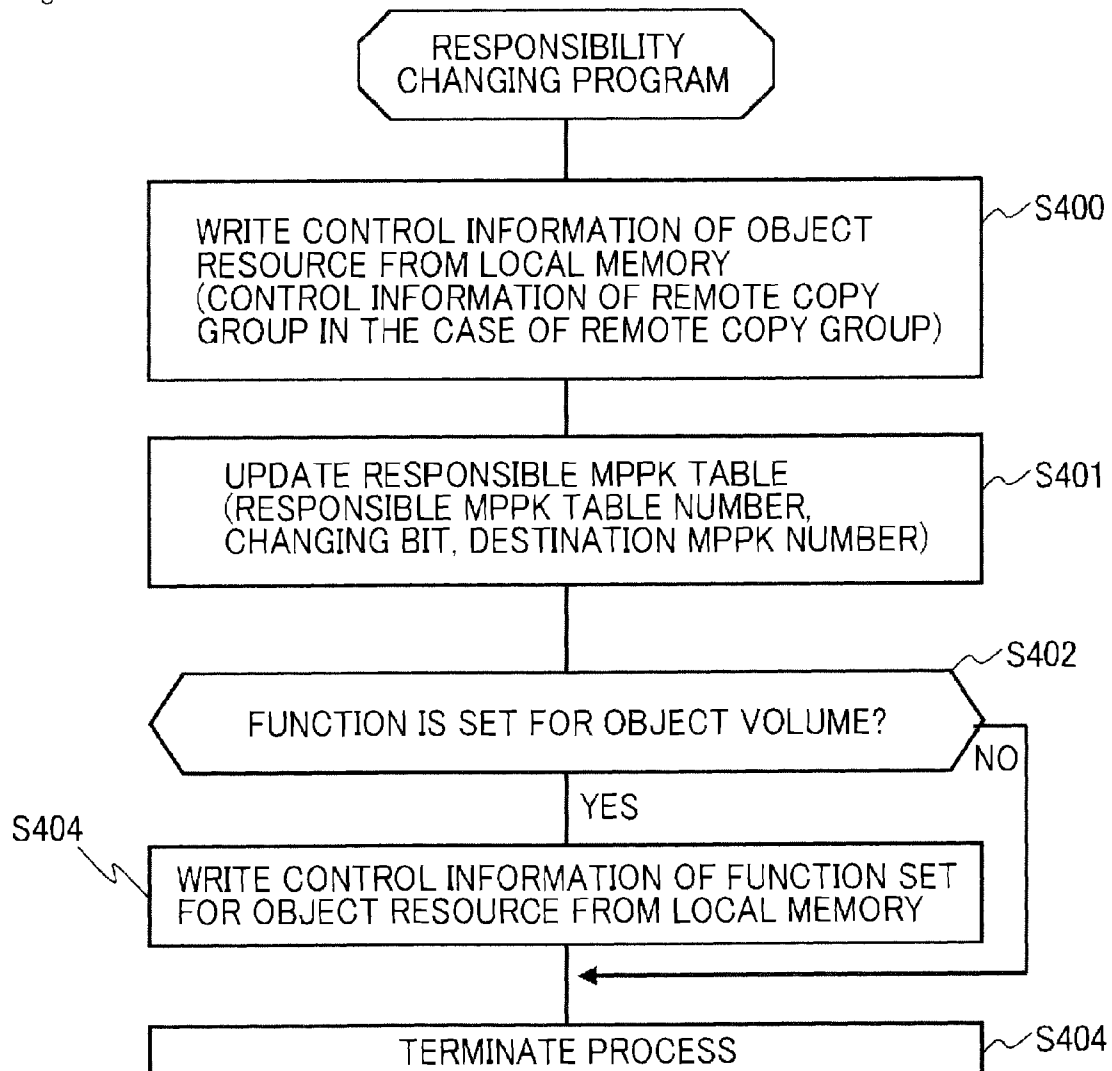 RESPONSIBILITY
CHANGING PROGRAM
S400
WRITE CONTROL INFORMATION OF OBJECT
RESOURCE FROM LOCAL MEMORY
(CONTROL INFORMATION OF REMOTE COPY
GROUP IN THE CASE OF REMOTE COPY GROUP)
S401
UPDATE RESPONSIBLE MPPK TABLE
(RESPONSIBLE MPPK TABLE NUMBER,
CHANGING BIT, DESTINATION MPPK NUMBER)
S402
FUNCTION IS SET FOR OBJECT VOLUME?
NO
YES
S404
WRITE CONTROL INFORMATION OF FUNCTION SET
FOR OBJECT RESOURCE FROM LOCAL MEMORY
TERMINATE PROCESS
S404